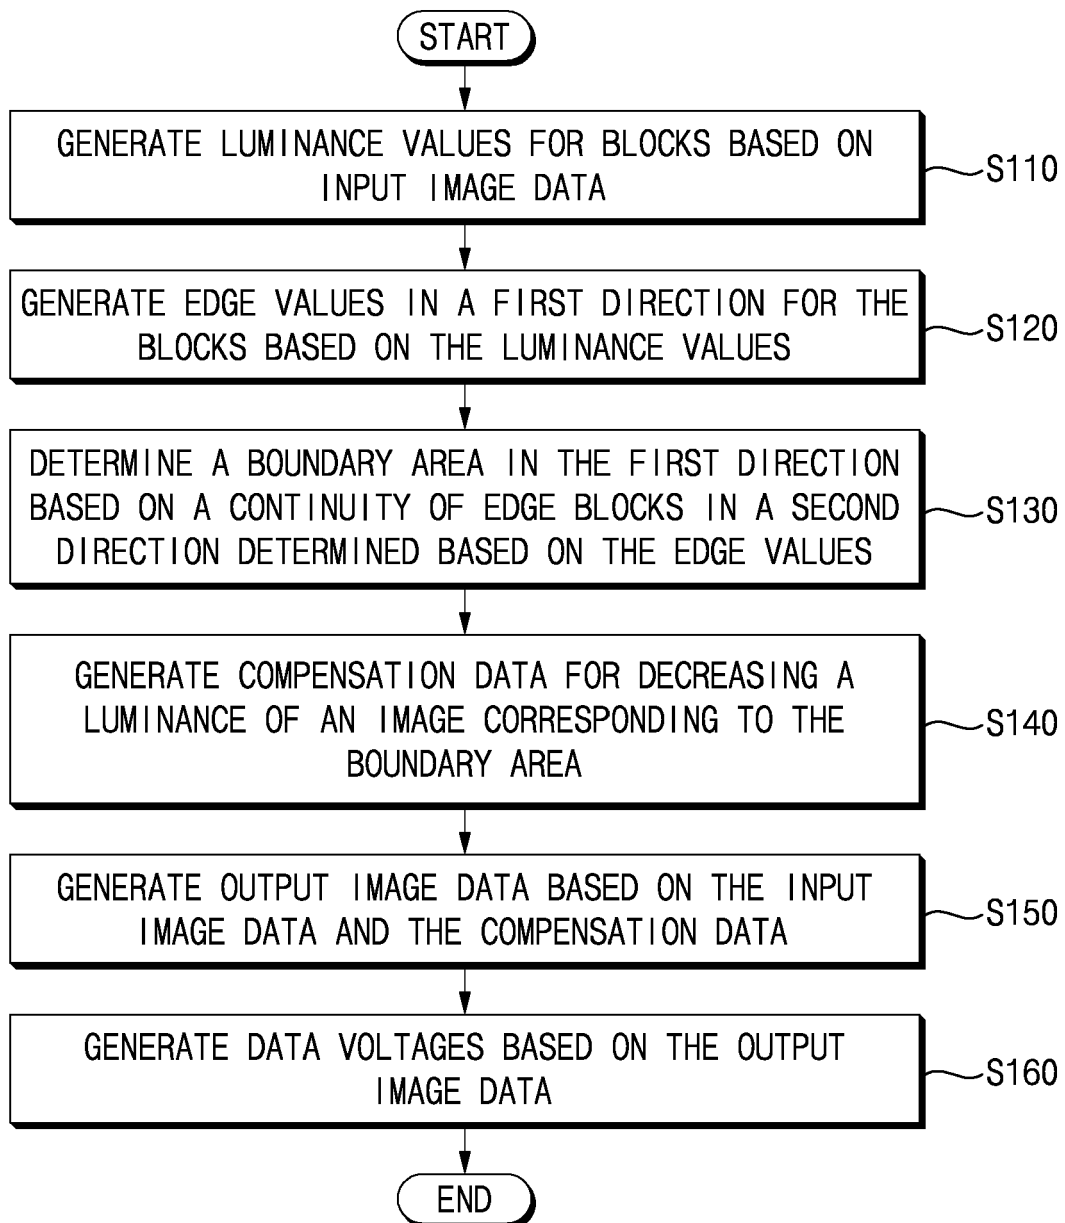 START
GENERATE LUMINANCE VALUES FOR BLOCKS BASED ON
INPUT IMAGE DATA
S110
GENERATE EDGE VALUES IN A FIRST DIRECTION FOR THE
BLOCKS BASED ON THE LUMINANCE VALUES
S120
DETERMINE A BOUNDARY AREA IN THE FIRST DIRECTION
BASED ON A CONTINUITY OF EDGE BLOCKS IN A SECOND
DIRECTION DETERMINED BASED ON THE EDGE VALUES
S130
GENERATE COMPENSATION DATA FOR DECREASING A
LUMINANCE OF AN IMAGE CORRESPONDING TO THE
BOUNDARY AREA
S140
GENERATE OUTPUT IMAGE DATA BASED ON THE INPUT
IMAGE DATA AND THE COMPENSATION DATA
S150
GENERATE DATA VOLTAGES BASED ON THE OUTPUT
IMAGE DATA
S160
END